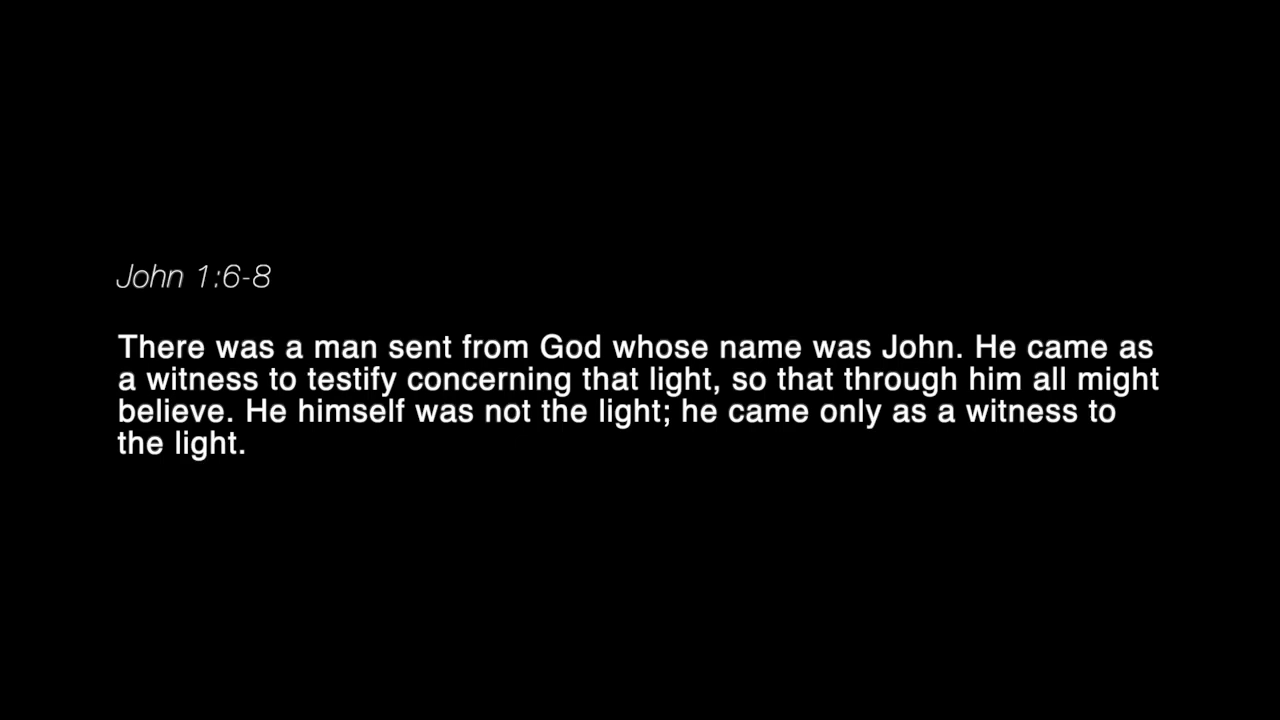 John 1:6-8
There was a man sent from God whose name was John. He came as
a witness to testify concerning that light, so that through him all might
believe. He himself was not the light; he came only as a witness to
the light.